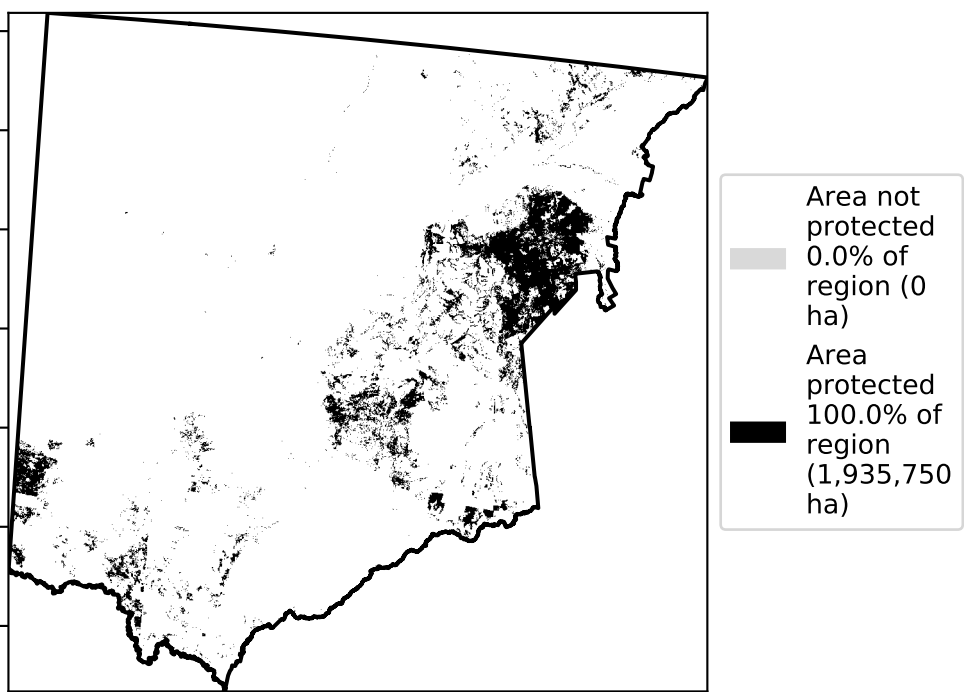 Area not
protected
0.0% of
region (0
ha)
Area
protected
100.0% of
region
(1,935,750
ha)